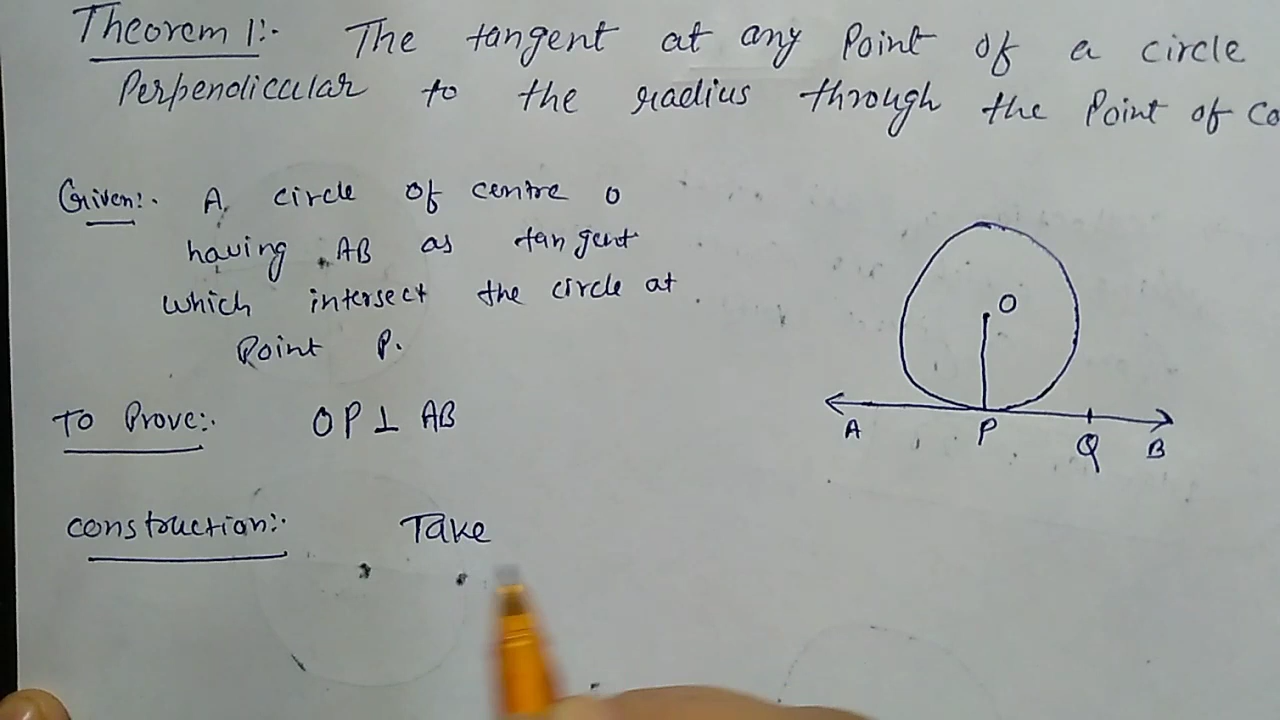 Theorem 1:-  The tangent at any Point of a circle
Perpendicular to the radius through the Point of Co
Given:-  A circle of centre O
having AB as tangent
which intersect the circle at
Point P.
To Prove:-  OP ⊥ AB
Construction:-  Take
O
A P Q B